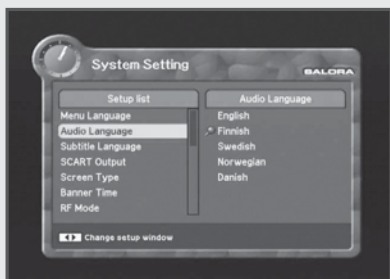 System Setting
SALORA
Setup list
Menu Language
Audio Language
Subtitle Language
SCART Output
Screen Type
Banner Time
RF Mode
Audio Language
English
Finnish
Swedish
Norwegian
Danish
Change setup window